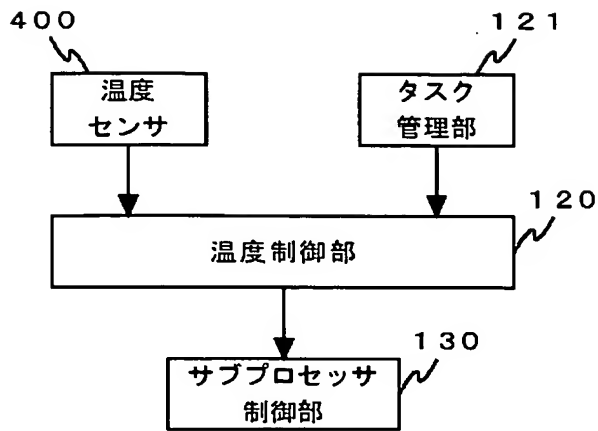 ４００
温度
センサ
１２１
タスク
管理部
１２０
温度制御部
１３０
サブプロセッサ
制御部